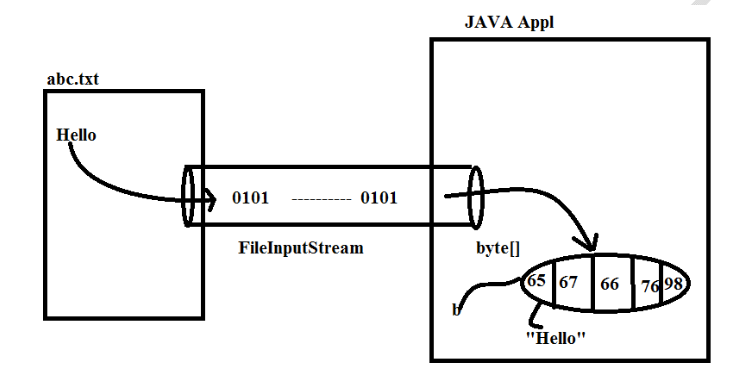 JAVA Appl
abc.txt
Hello
0101 ---------- 0101
FileInputStream
byte[]
65 67 66 76 98
b
"Hello"